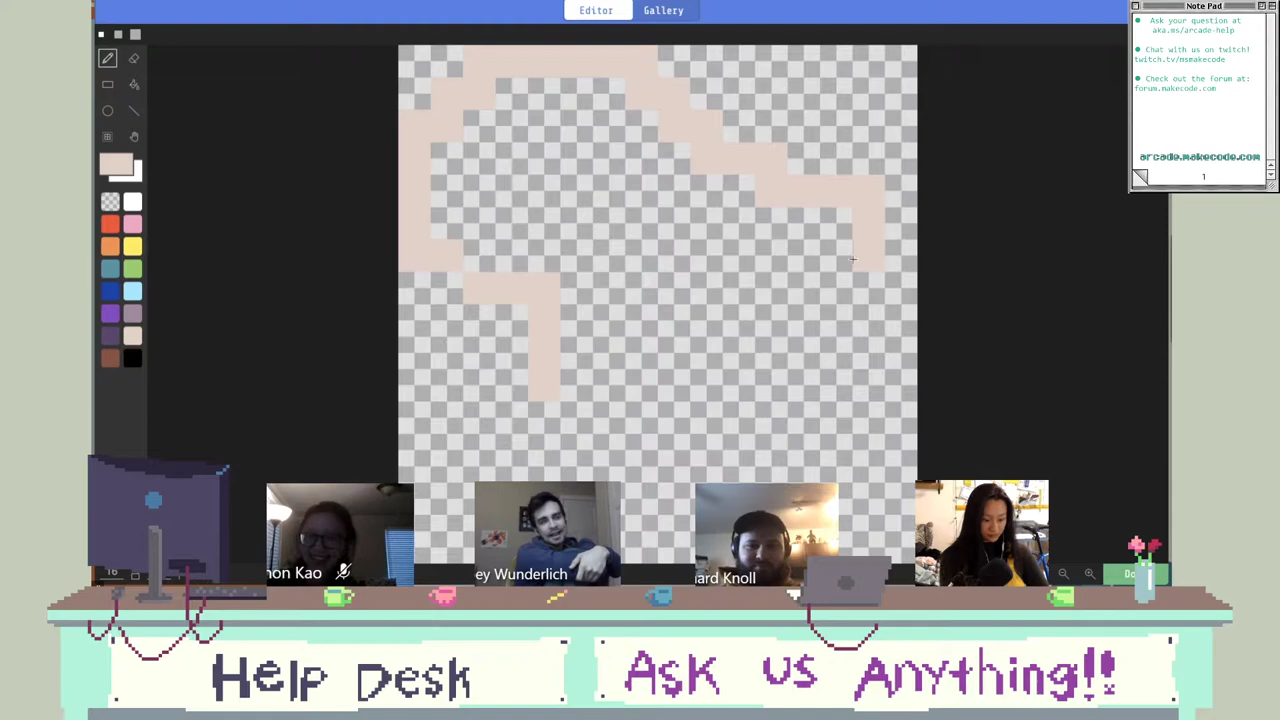 Editor
Gallery
Note Pad
Ask your question at
aka.ms/arcade-help
Chat with us on twitch!
twitch.tv/msmakecode
Check out the forum at:
forum.makecode.com
arcade.makecode.com
1
non Kao
ey Wunderlich
ard Knoll
16
Do
Help Desk
Ask us Anything!!